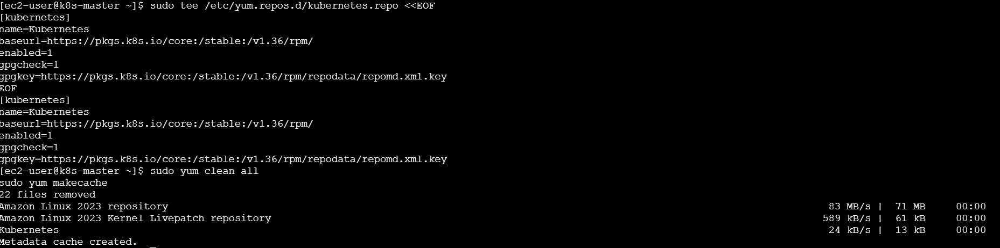 [ec2-user@k8s-master ~]$ sudo tee /etc/yum.repos.d/kubernetes.repo <<EOF
[kubernetes]
name=Kubernetes
baseurl=https://pkgs.k8s.io/core:/stable:/v1.36/rpm/
enabled=1
gpgcheck=1
gpgkey=https://pkgs.k8s.io/core:/stable:/v1.36/rpm/repodata/repomd.xml.key
EOF
[kubernetes]
name=Kubernetes
baseurl=https://pkgs.k8s.io/core:/stable:/v1.36/rpm/
enabled=1
gpgcheck=1
gpgkey=https://pkgs.k8s.io/core:/stable:/v1.36/rpm/repodata/repomd.xml.key
[ec2-user@k8s-master ~]$ sudo yum clean all
sudo yum makecache
22 files removed
Amazon Linux 2023 repository 83 MB/s | 71 MB 00:00
Amazon Linux 2023 Kernel Livepatch repository 589 kB/s | 61 kB 00:00
Kubernetes 24 kB/s | 13 kB 00:00
Metadata cache created.